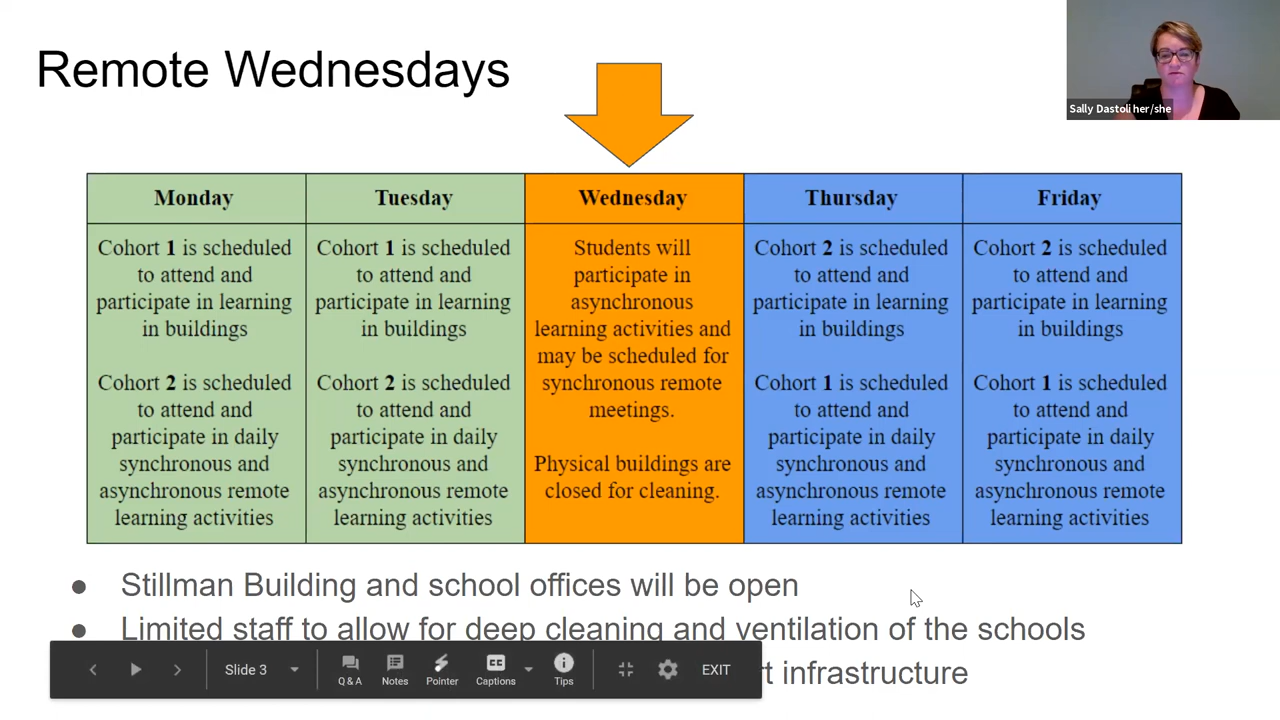 Remote Wednesdays
Sally Dastoli her/she
Monday
Tuesday
Wednesday
Thursday
Friday
Cohort 1 is scheduled
to attend and
participate in learning
in buildings
Cohort 2 is scheduled
to attend and
participate in daily
synchronous and
asynchronous remote
learning activities
Cohort 1 is scheduled
to attend and
participate in learning
in buildings
Cohort 2 is scheduled
to attend and
participate in daily
synchronous and
asynchronous remote
learning activities
Students will
participate in
asynchronous
learning activities and
may be scheduled for
synchronous remote
meetings.
Physical buildings are
closed for cleaning.
Cohort 2 is scheduled
to attend and
participate in learning
in buildings
Cohort 1 is scheduled
to attend and
participate in daily
synchronous and
asynchronous remote
learning activities
Cohort 2 is scheduled
to attend and
participate in learning
in buildings
Cohort 1 is scheduled
to attend and
participate in daily
synchronous and
asynchronous remote
learning activities
● Stillman Building and school offices will be open
● Limited staff to allow for deep cleaning and ventilation of the schools
infrastructure
Slide 3
Q & A
Notes
Pointer
CC
Captions
Tips
EXIT